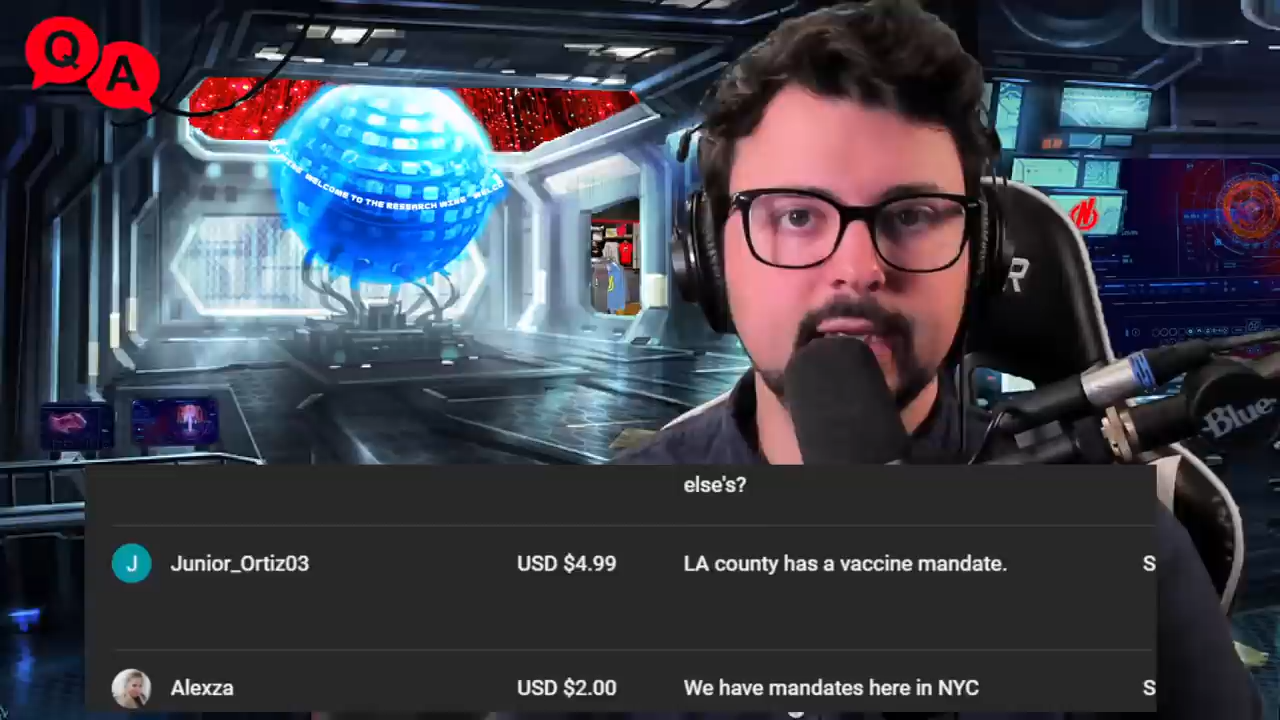 Q A
WELCOME TO THE RESEARCH WING
R
Blue
else's?
J Junior_Ortiz03 USD $4.99 LA county has a vaccine mandate. S
Alexza USD $2.00 We have mandates here in NYC S